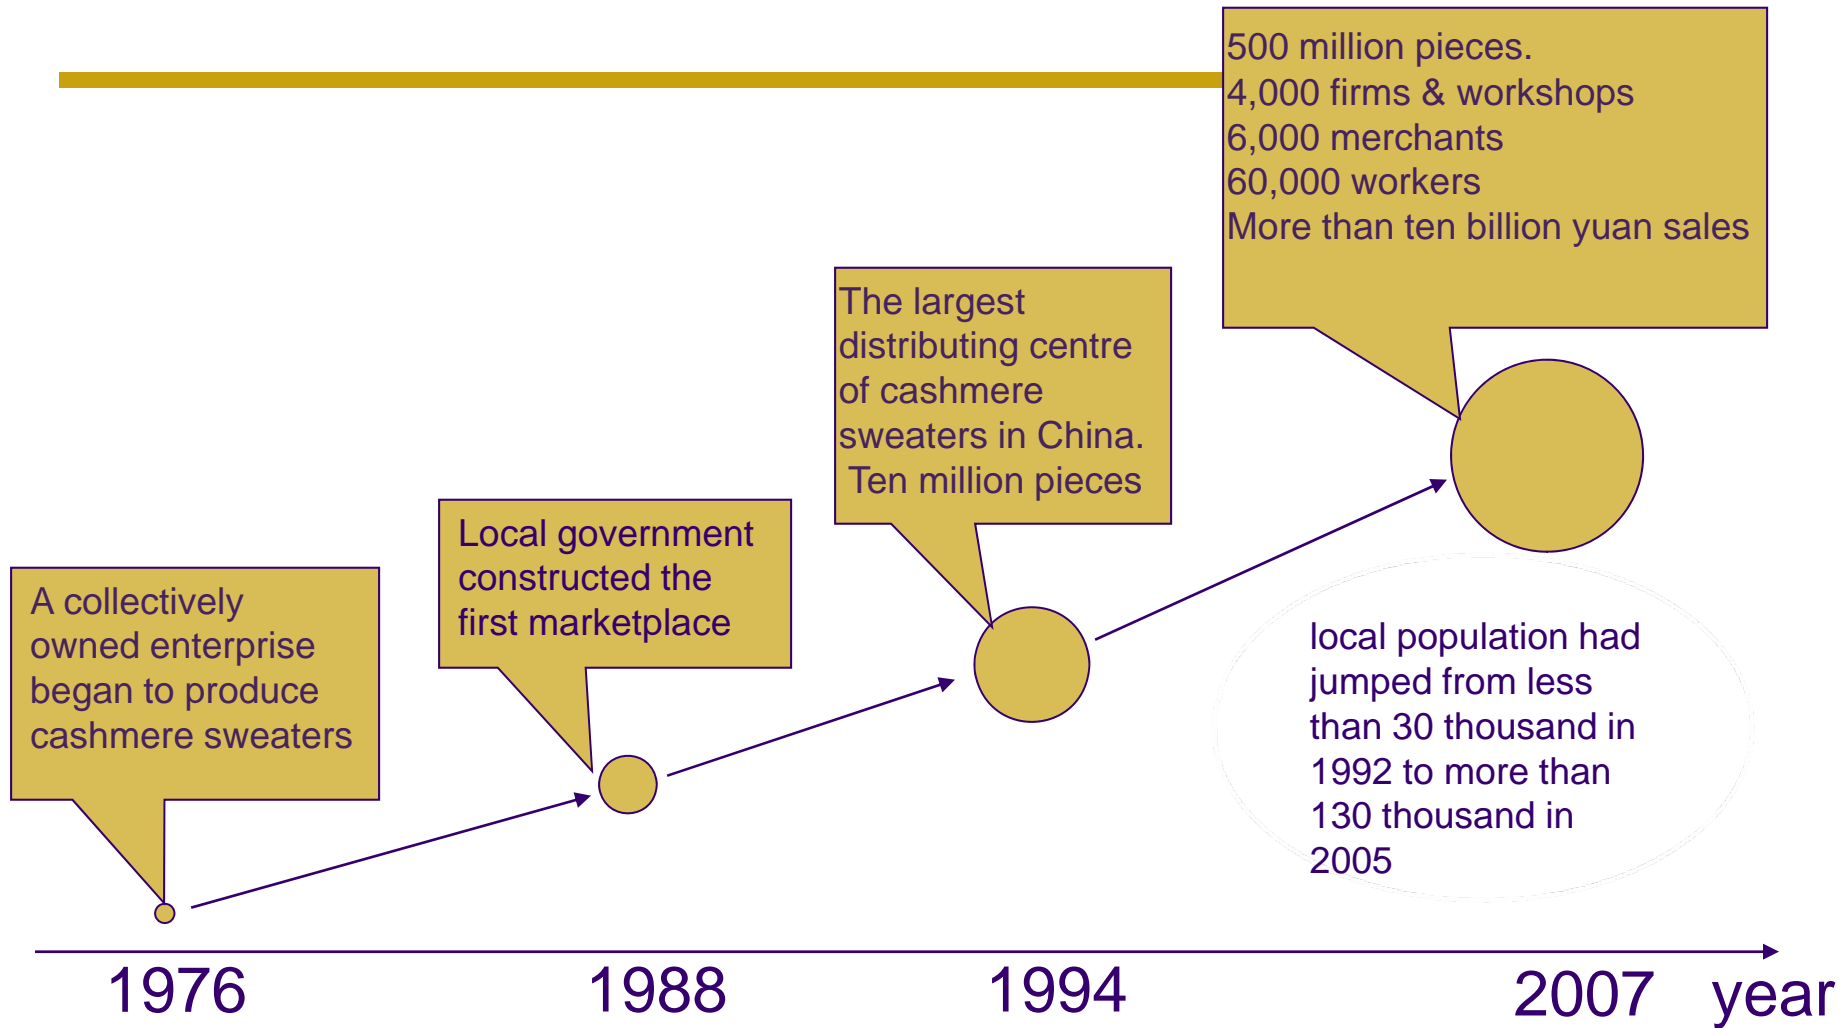 500 million pieces.
4,000 firms & workshops
6,000 merchants
60,000 workers
More than ten billion yuan sales
The largest
distributing centre
of cashmere
sweaters in China.
Ten million pieces
Local government
constructed the
first marketplace
A collectively
owned enterprise
began to produce
cashmere sweaters
local population had
jumped from less
than 30 thousand in
1992 to more than
130 thousand in
2005
1976 1988 1994 2007 year